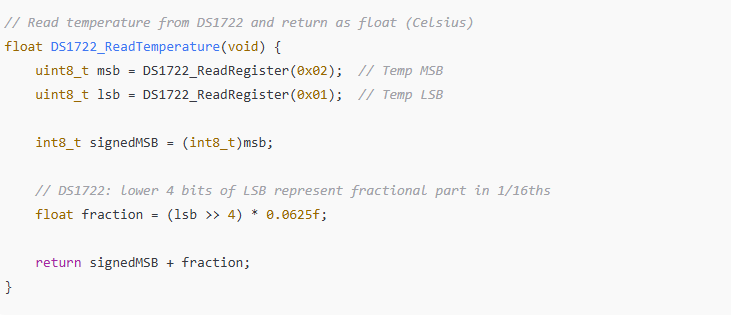 // Read temperature from DS1722 and return as float (Celsius)
float DS1722_ReadTemperature(void) {
    uint8_t msb = DS1722_ReadRegister(0x02);  // Temp MSB
    uint8_t lsb = DS1722_ReadRegister(0x01);  // Temp LSB

    int8_t signedMSB = (int8_t)msb;

    // DS1722: lower 4 bits of LSB represent fractional part in 1/16ths
    float fraction = (lsb >> 4) * 0.0625f;

    return signedMSB + fraction;
}